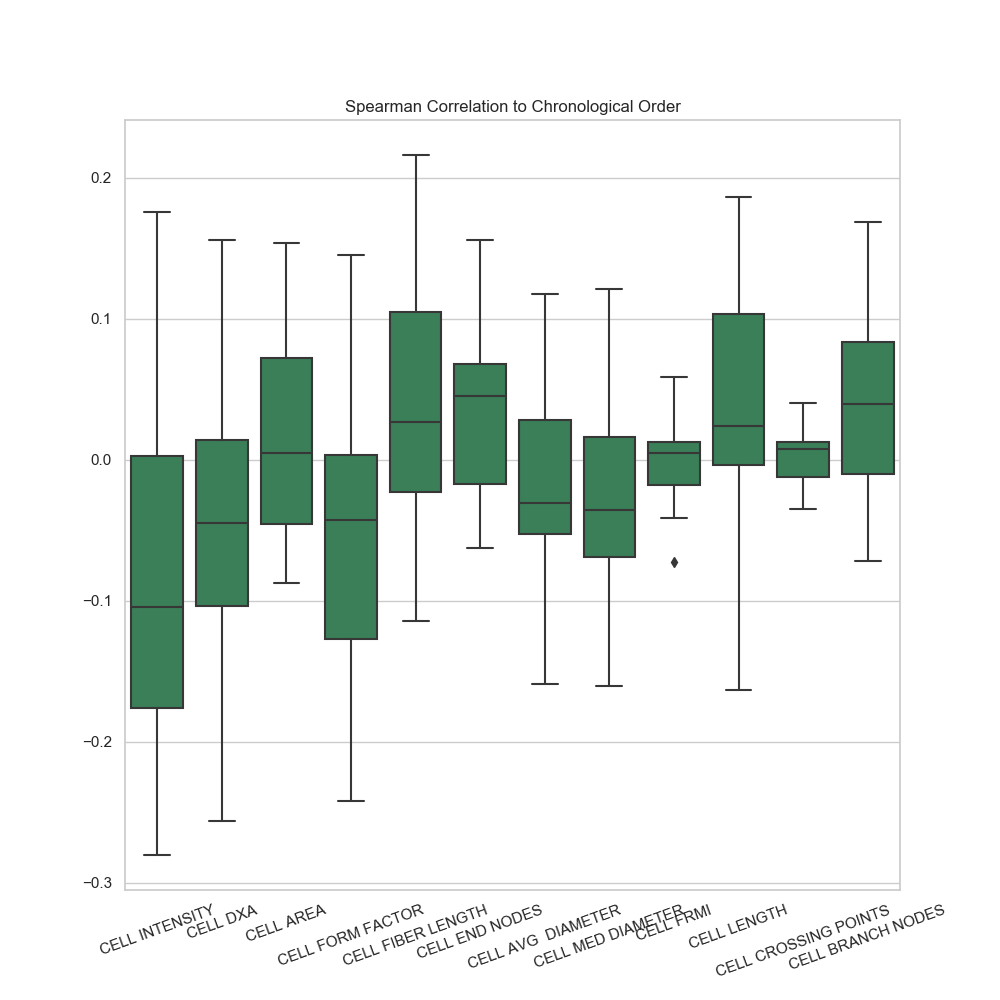 Spearman Correlation to Chronological Order
0.2
0.1
0.0
−0.1
−0.2
−0.3
CELL INTENSITY
CELL DXA
CELL AREA
CELL FORM FACTOR
CELL FIBER LENGTH
CELL END NODES
CELL AVG  DIAMETER
CELL MED DIAMETER
CELL FRMI
CELL LENGTH
CELL CROSSING POINTS
CELL BRANCH NODES